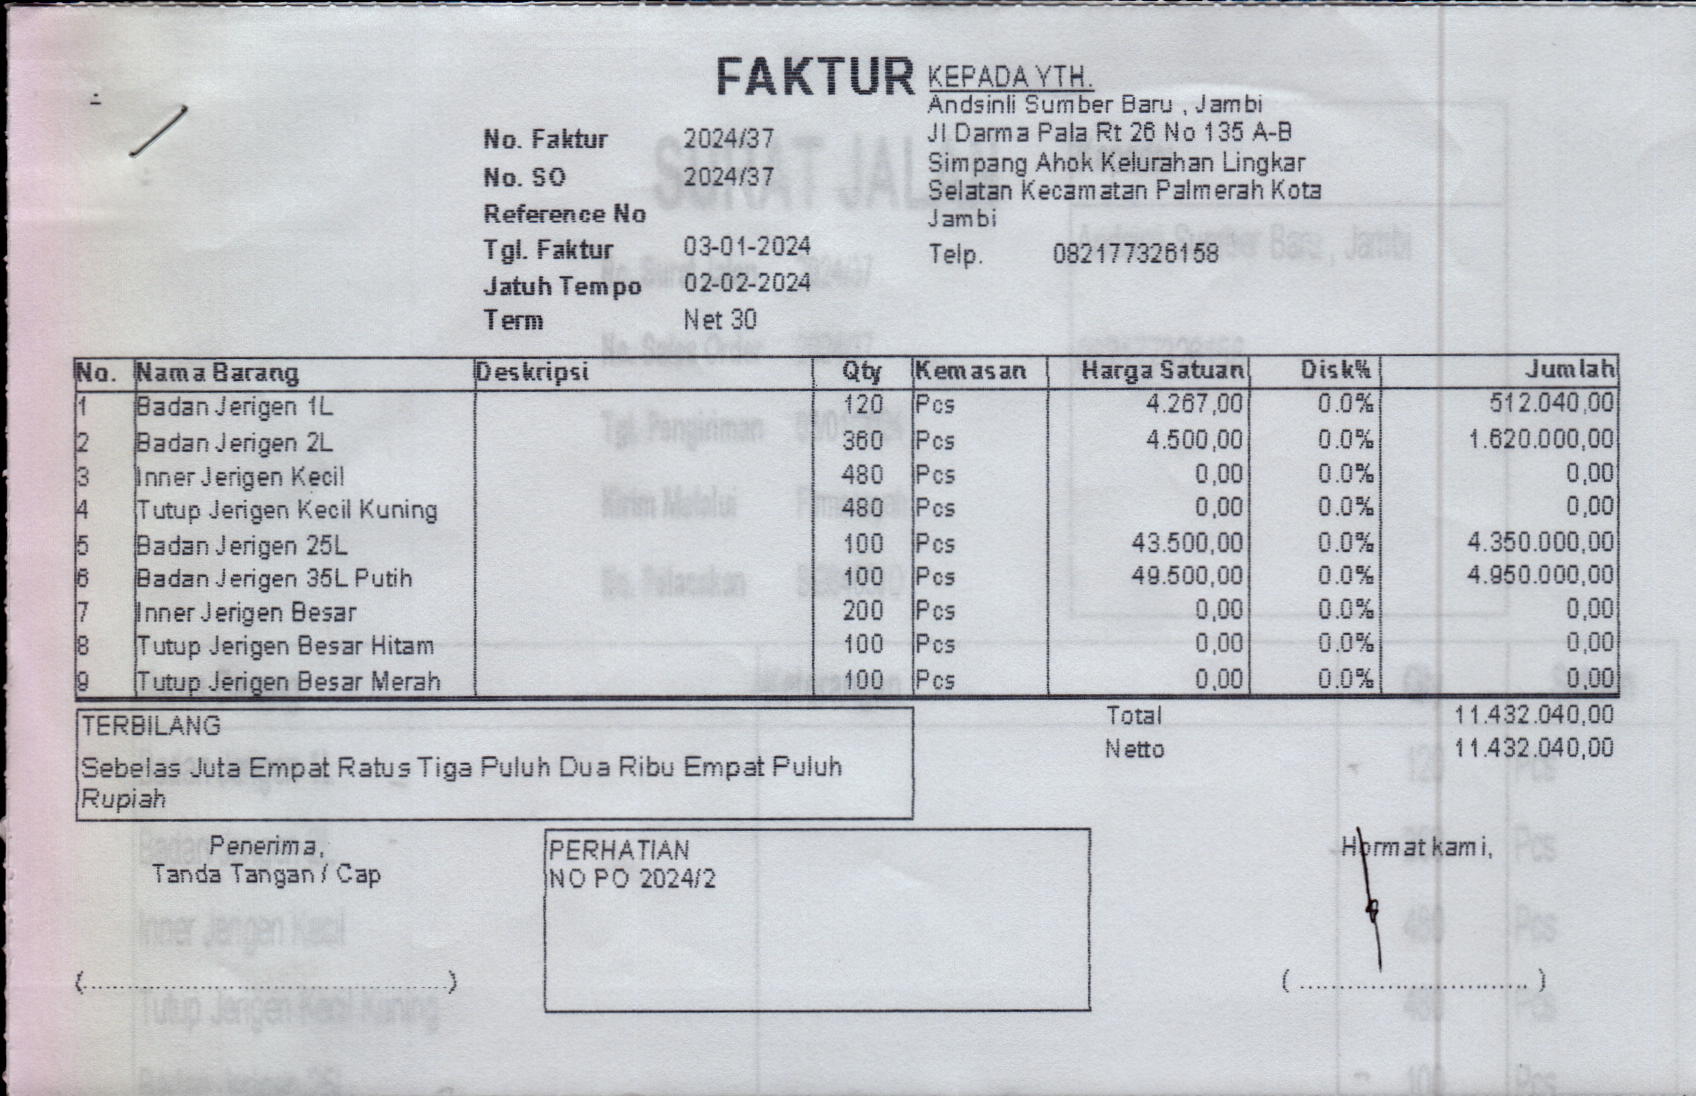 FAKTUR
No. Faktur 2024/37
No. SO 2024/37
Reference No
Tgl. Faktur 03-01-2024
Jatuh Tempo 02-02-2024
Term Net 30
KEPADA YTH.
Andsinli Sumber Baru , Jambi
Jl Darma Pala Rt 26 No 135 A-B
Simpang Ahok Kelurahan Lingkar
Selatan Kecamatan Palmerah Kota
Jambi
Telp. 082177326158
No. Nama Barang Deskripsi Qty Kemasan Harga Satuan Disk% Jumlah
1 Badan Jerigen 1L 120 Pcs 4.267,00 0.0% 512.040,00
2 Badan Jerigen 2L 360 Pcs 4.500,00 0.0% 1.620.000,00
3 Inner Jerigen Kecil 480 Pcs 0,00 0.0% 0,00
4 Tutup Jerigen Kecil Kuning 480 Pcs 0,00 0.0% 0,00
5 Badan Jerigen 25L 100 Pcs 43.500,00 0.0% 4.350.000,00
6 Badan Jerigen 35L Putih 100 Pcs 49.500,00 0.0% 4.950.000,00
7 Inner Jerigen Besar 200 Pcs 0,00 0.0% 0,00
8 Tutup Jerigen Besar Hitam 100 Pcs 0,00 0.0% 0,00
9 Tutup Jerigen Besar Merah 100 Pcs 0,00 0.0% 0,00
Total 11.432.040,00
Netto 11.432.040,00
TERBILANG
Sebelas Juta Empat Ratus Tiga Puluh Dua Ribu Empat Puluh
Rupiah
Penerima,
Tanda Tangan / Cap
(..................................................)
PERHATIAN
NO PO 2024/2
Hormat kami,
(...............................)